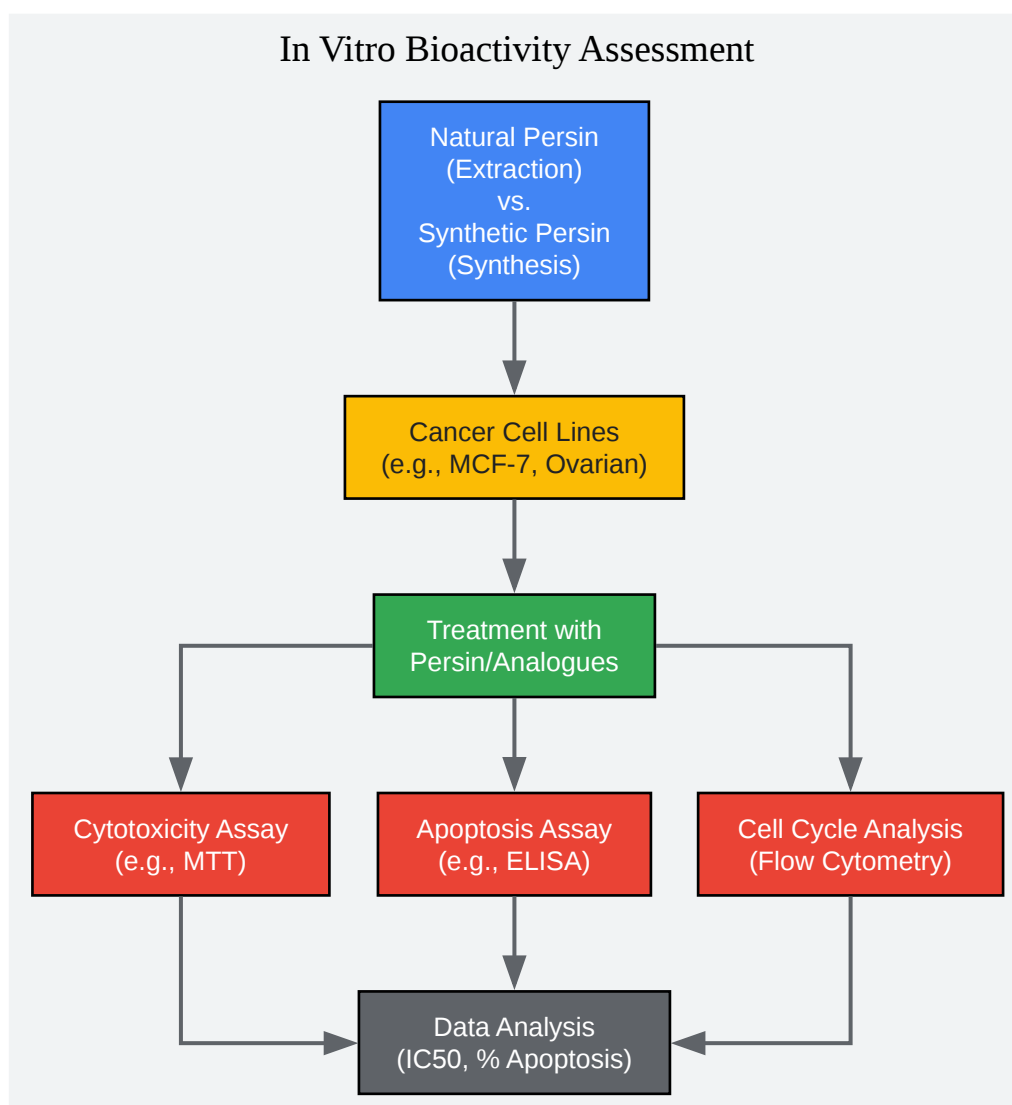 In Vitro Bioactivity Assessment
Natural Persin
(Extraction)
vs.
Synthetic Persin
(Synthesis)
Cancer Cell Lines
(e.g., MCF-7, Ovarian)
Treatment with
Persin/Analogues
Cytotoxicity Assay
(e.g., MTT)
Apoptosis Assay
(e.g., ELISA)
Cell Cycle Analysis
(Flow Cytometry)
Data Analysis
(IC50, % Apoptosis)